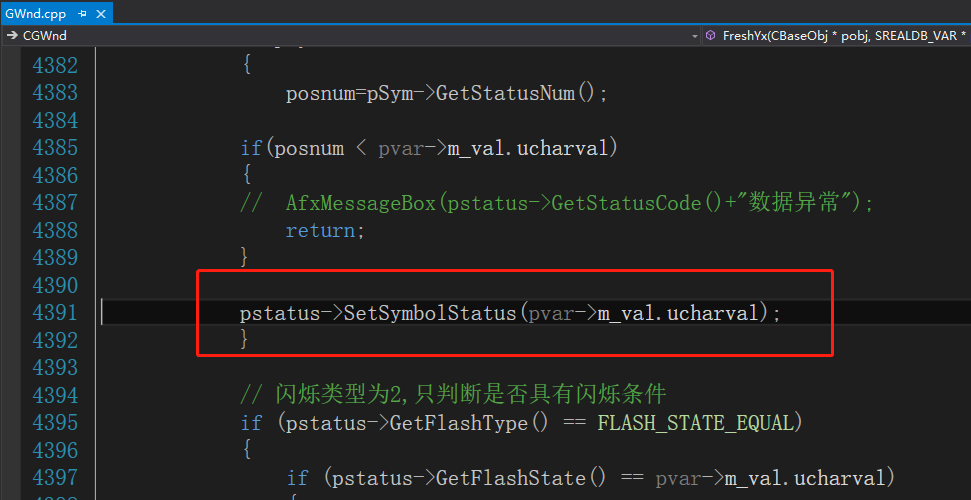 GWnd.cpp
CGWnd FreshYx(CBaseObj * pobj, SREALDB_VAR *
4382 {
4383 posnum=pSym->GetStatusNum();
4384
4385 if(posnum < pvar->m_val.ucharval)
4386 {
4387 // AfxMessageBox(pstatus->GetStatusCode()+"数据异常");
4388 return;
4389 }
4390
4391 pstatus->SetSymbolStatus(pvar->m_val.ucharval);
4392 }
4393
4394 // 闪烁类型为2,只判断是否具有闪烁条件
4395 if (pstatus->GetFlashType() == FLASH_STATE_EQUAL)
4396 {
4397 if (pstatus->GetFlashState() == pvar->m_val.ucharval)